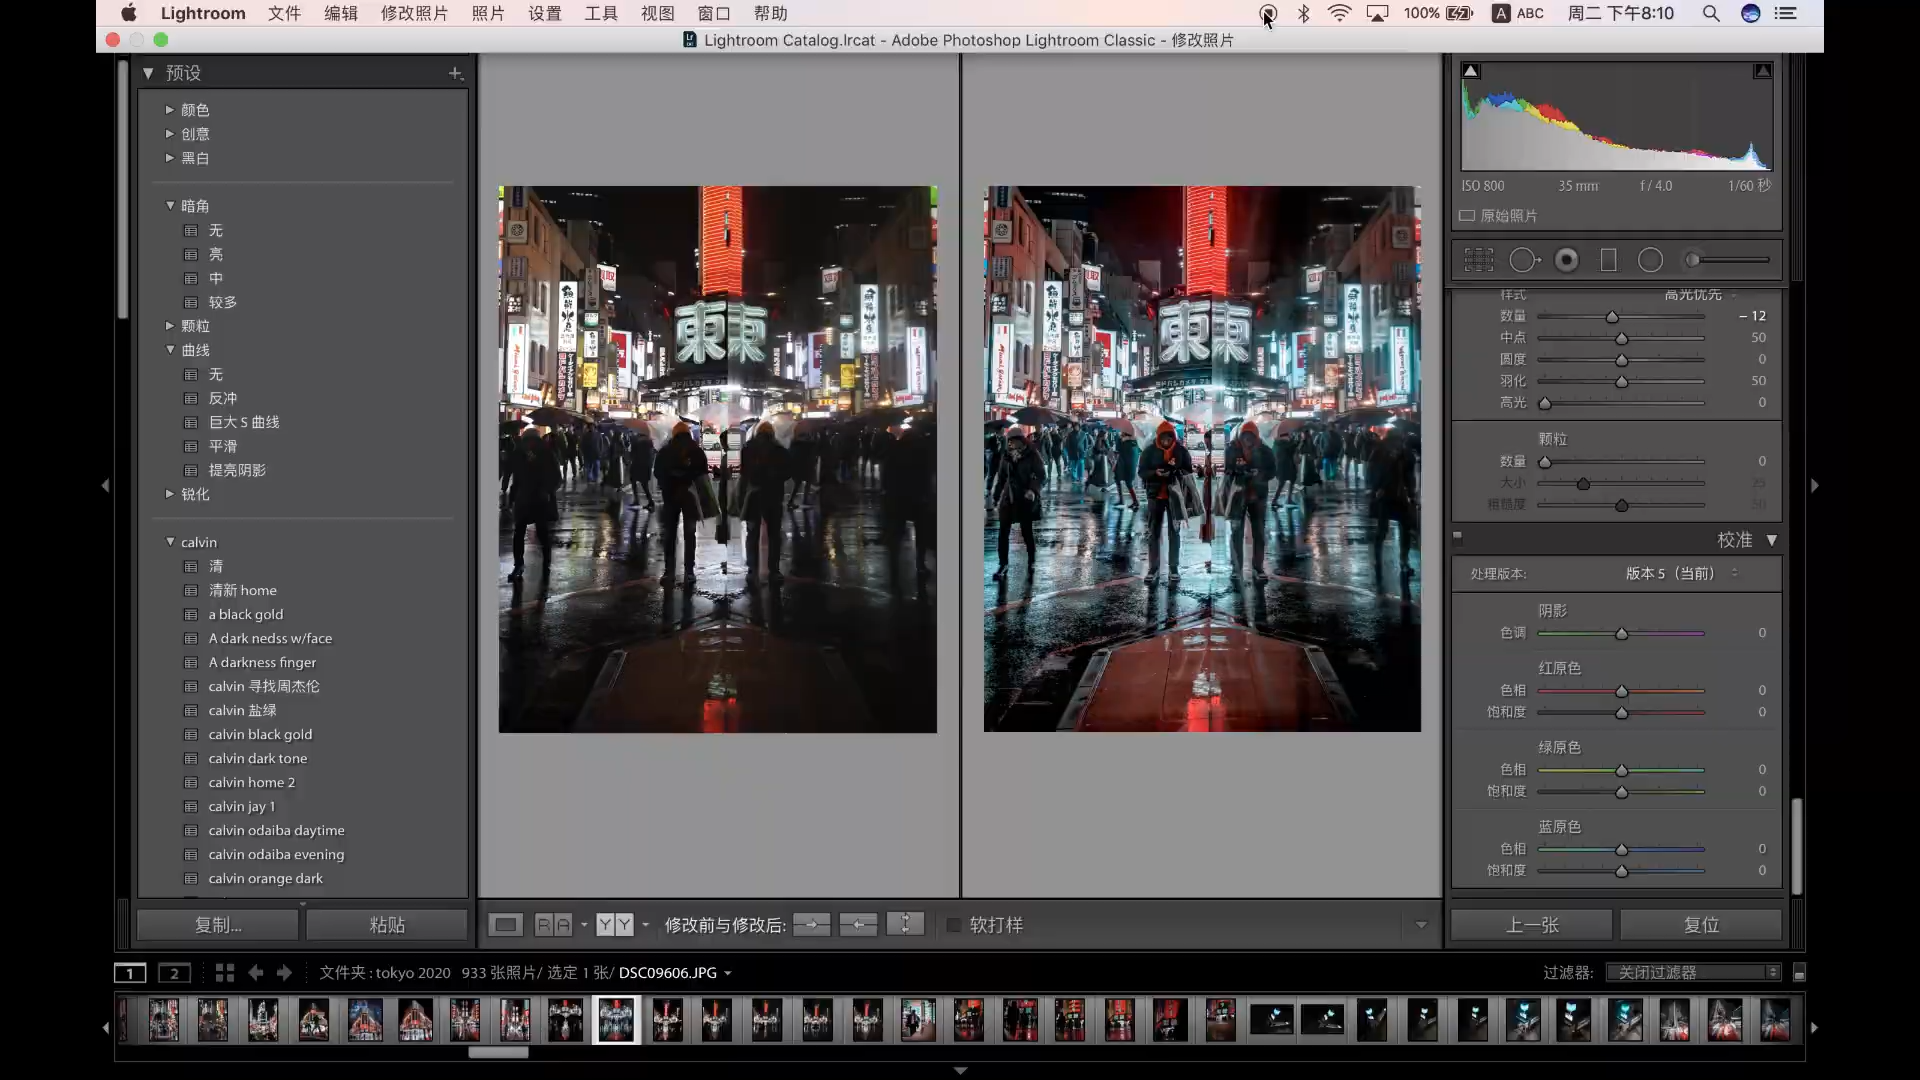 Lightroom 文件 编辑 修改照片 照片 设置 工具 视图 窗口 帮助 100% A ABC 周二 下午8:10
Lightroom Catalog.lrcat - Adobe Photoshop Lightroom Classic - 修改照片
预设
颜色
创意
黑白
暗角
无
亮
中
较多
颗粒
曲线
无
反冲
巨大 S 曲线
平滑
提亮阴影
锐化
calvin
清
清新 home
a black gold
A dark nedss w/face
A darkness finger
calvin 寻找周杰伦
calvin 盐绿
calvin black gold
calvin dark tone
calvin home 2
calvin jay 1
calvin odaiba daytime
calvin odaiba evening
calvin orange dark
复制...
粘贴
東東
東東
R A
Y Y
修改前与修改后:
软打样
ISO 800 35 mm f / 4.0 1/60 秒
原始照片
样式 高光优先
数量 – 12
中点 50
圆度 0
羽化 50
高光 0
颗粒
数量 0
大小 25
粗糙度 50
校准
处理版本: 版本 5（当前）
阴影
色调 0
红原色
色相 0
饱和度 0
绿原色
色相 0
饱和度 0
蓝原色
色相 0
饱和度 0
上一张
复位
1 2 文件夹 : tokyo 2020 933 张照片/ 选定 1 张/ DSC09606.JPG
过滤器: 关闭过滤器